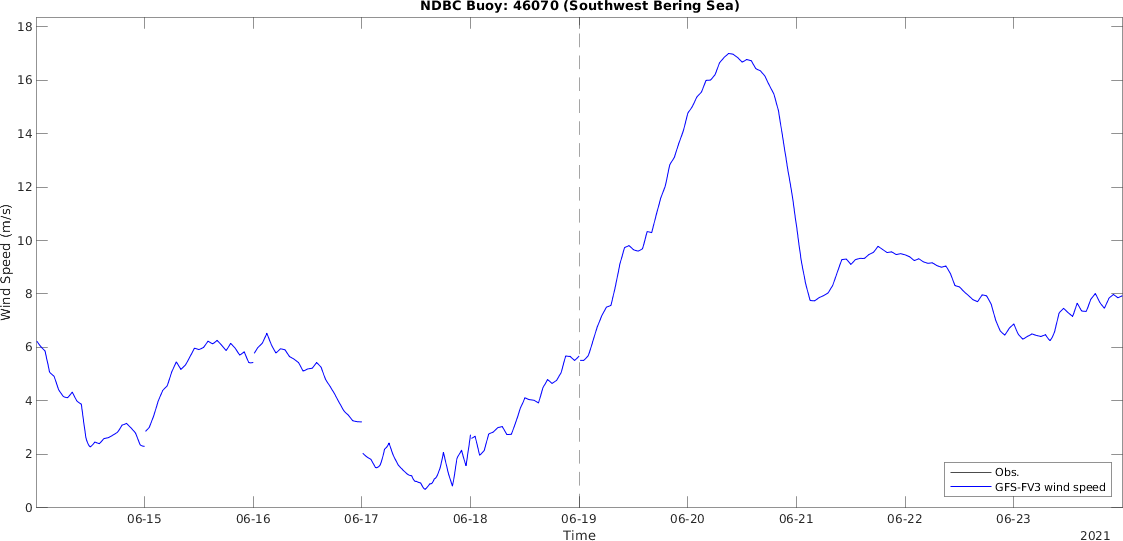 NDBC Buoy: 46070 (Southwest Bering Sea)
Wind Speed (m/s)
18
16
14
12
10
8
6
4
2
0
06-15 06-16 06-17 06-18 06-19 06-20 06-21 06-22 06-23
Time
2021
Obs.
GFS-FV3 wind speed